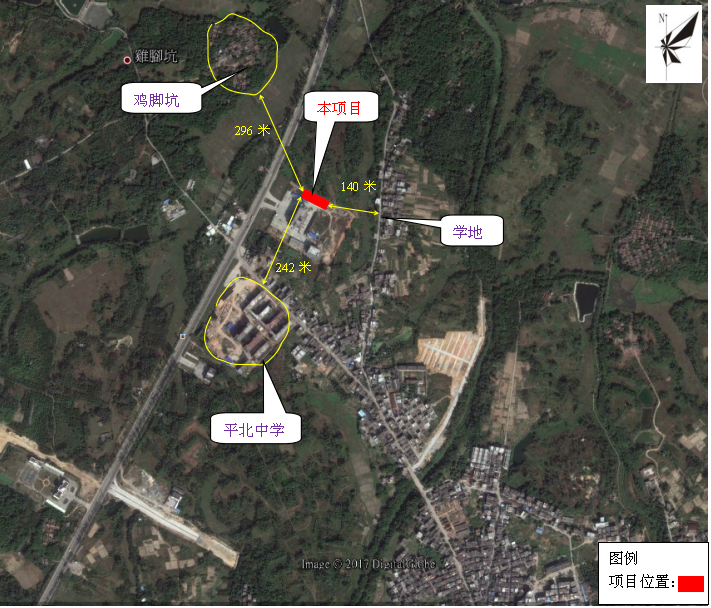 N
雞腳坑
鸡脚坑
本项目
296 米
140 米
学地
242 米
平北中学
Image © 2017 DigitalGlobe
图例
项目位置: